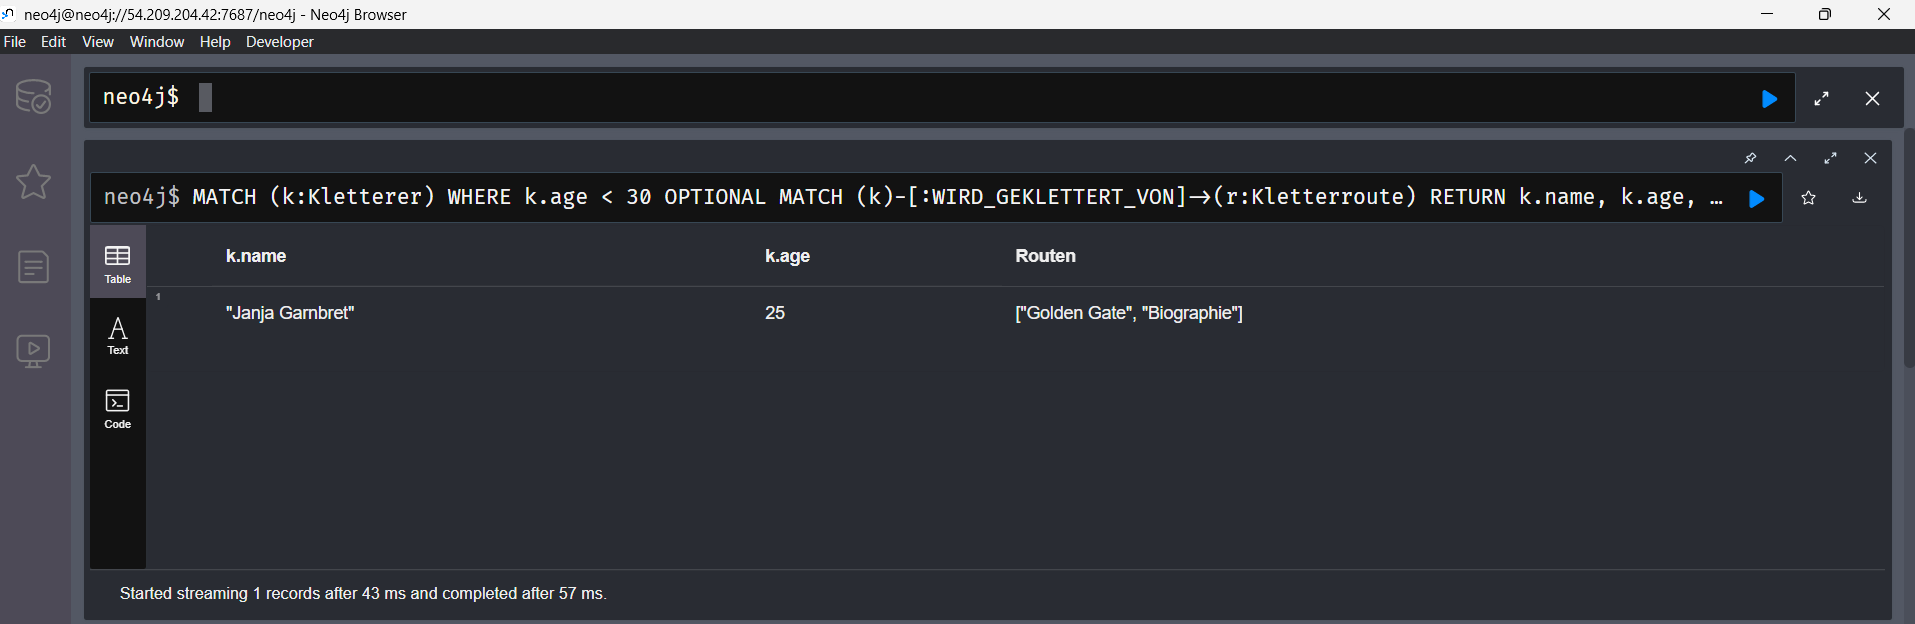 neo4j@neo4j://54.209.204.42:7687/neo4j - Neo4j Browser
File Edit View Window Help Developer
neo4j$
neo4j$ MATCH (k:Kletterer) WHERE k.age < 30 OPTIONAL MATCH (k)-[:WIRD_GEKLETTERT_VON]→(r:Kletterroute) RETURN k.name, k.age, …
Table
Text
Code
k.name k.age Routen
1 "Janja Garnbret" 25 ["Golden Gate", "Biographie"]
Started streaming 1 records after 43 ms and completed after 57 ms.